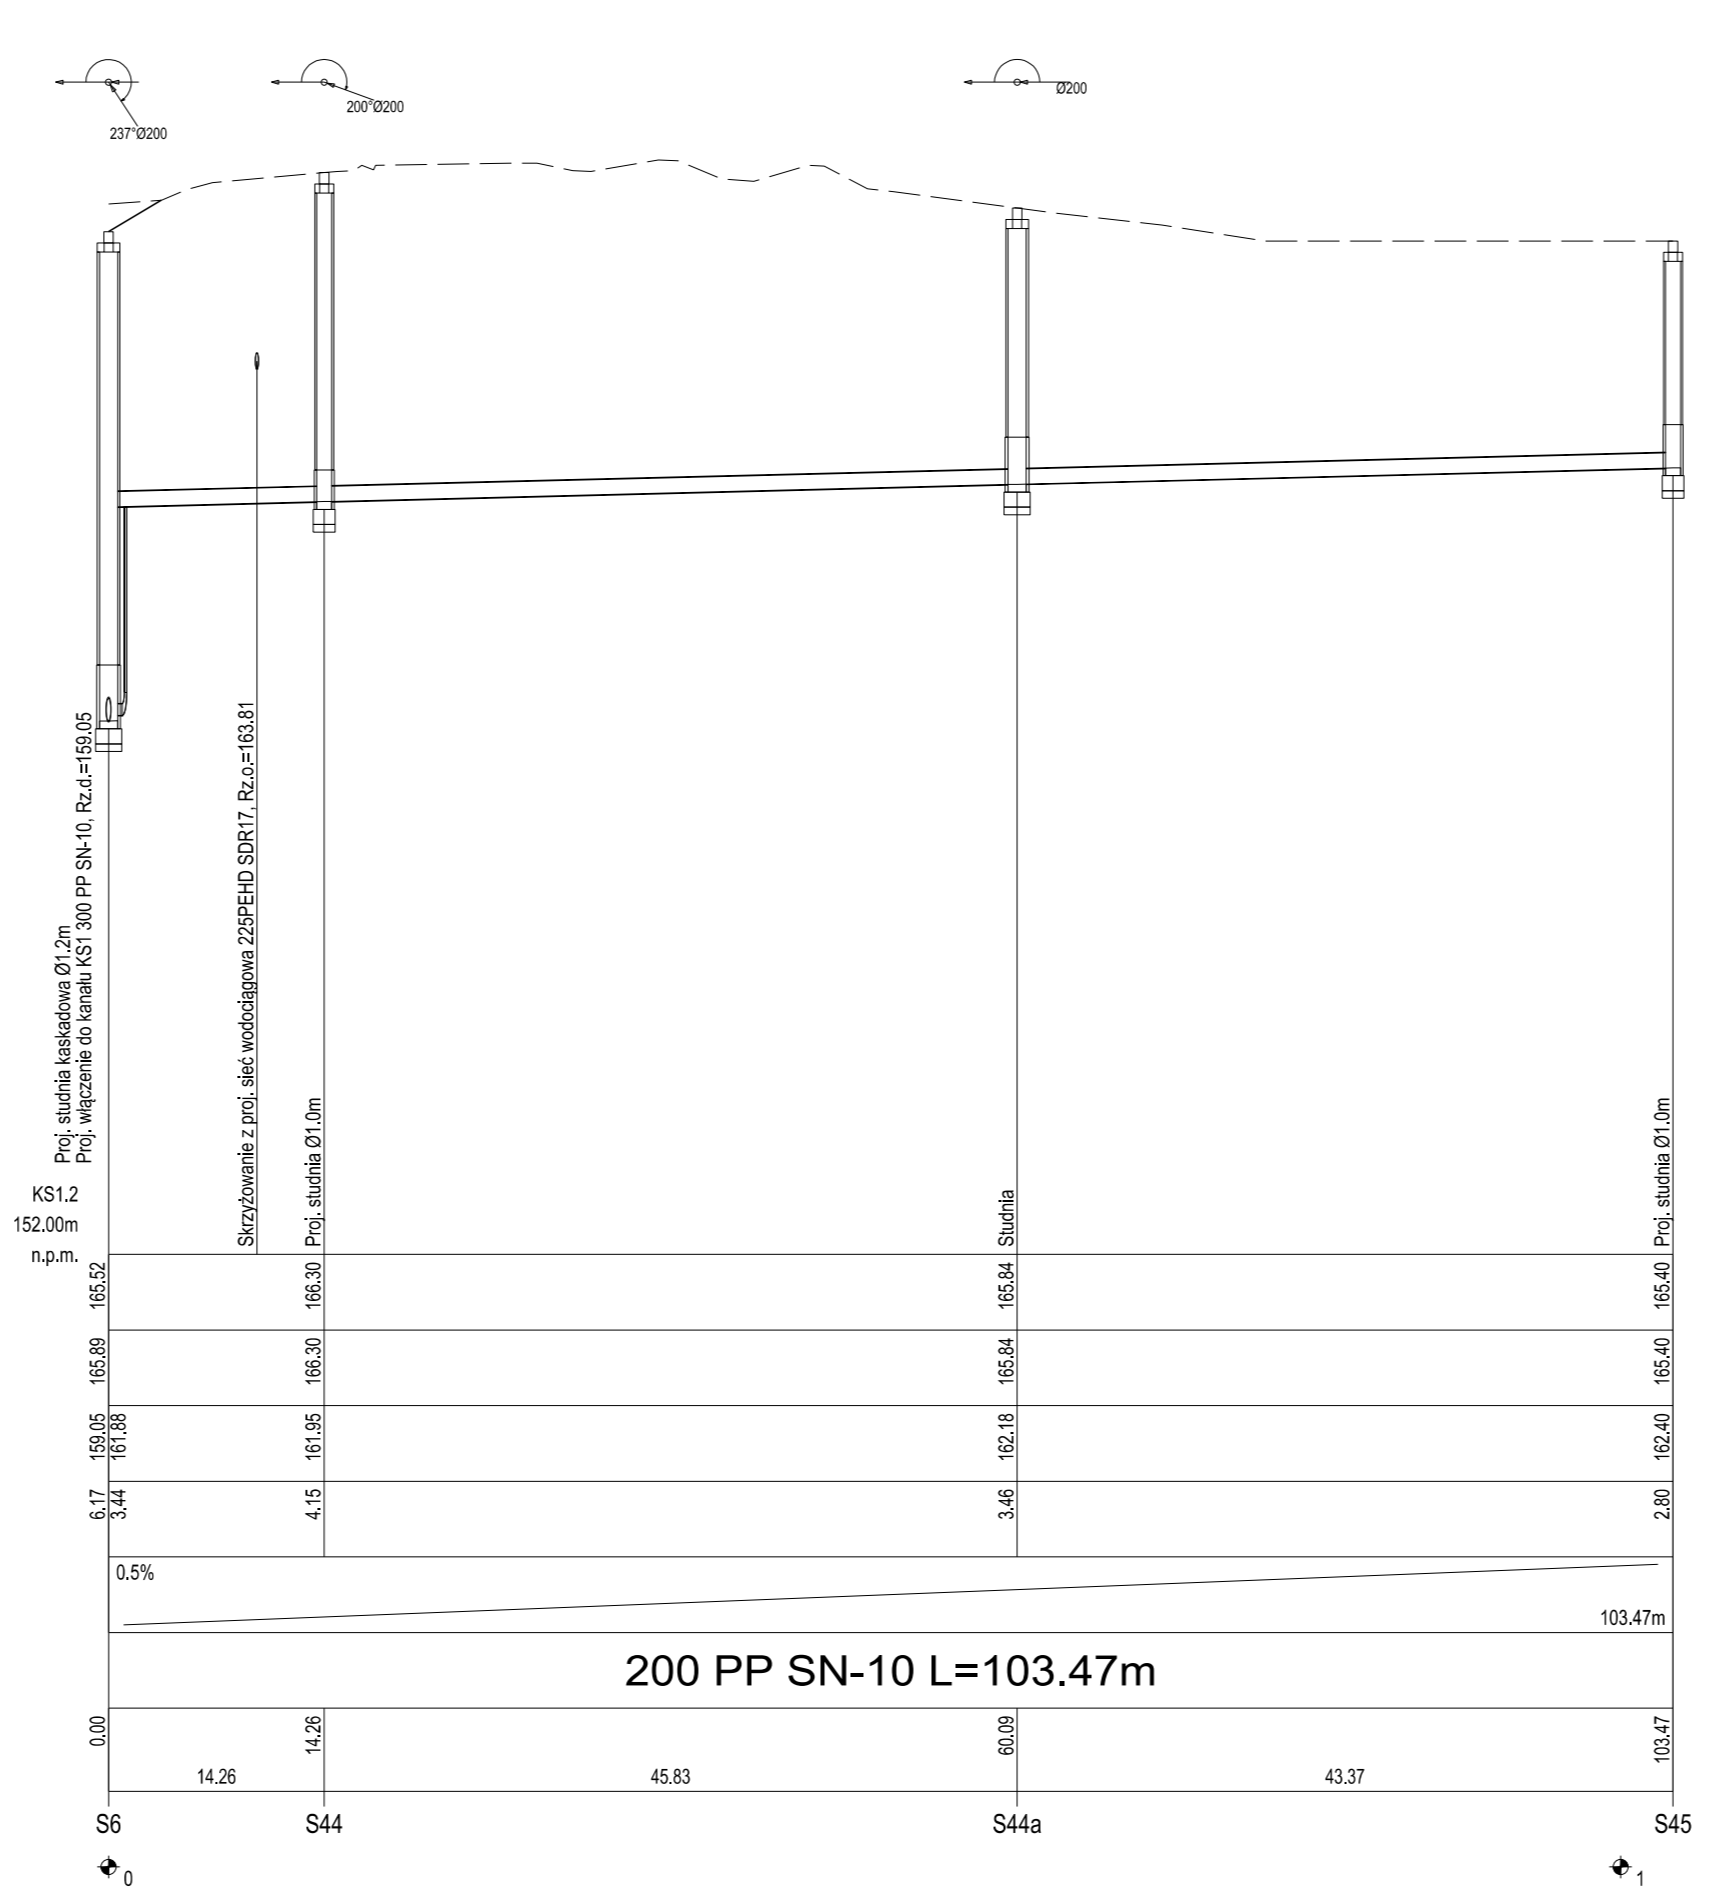 237°Ø200
200°Ø200
Ø200
Proj. studnia kaskadowa Ø1.2m
Proj. włączenie do kanału KS1 300 PP SN-10, Rz.d.=159.05
Skrzyżowanie z proj. sieć wodociągowa 225PEHD SDR17, Rz.o.=163.81
Proj. studnia Ø1.0m
Studnia
Proj. studnia Ø1.0m
KS1.2
152.00m
n.p.m.
165.52 166.30 165.84 165.40
165.89 166.30 165.84 165.40
159.05 161.88 161.95 162.18 162.40
6.17 3.44 4.15 3.46 2.80
0.5%
103.47m
200 PP SN-10 L=103.47m
0.00 14.26 60.09 103.47
14.26 45.83 43.37
S6 S44 S44a S45
0 1